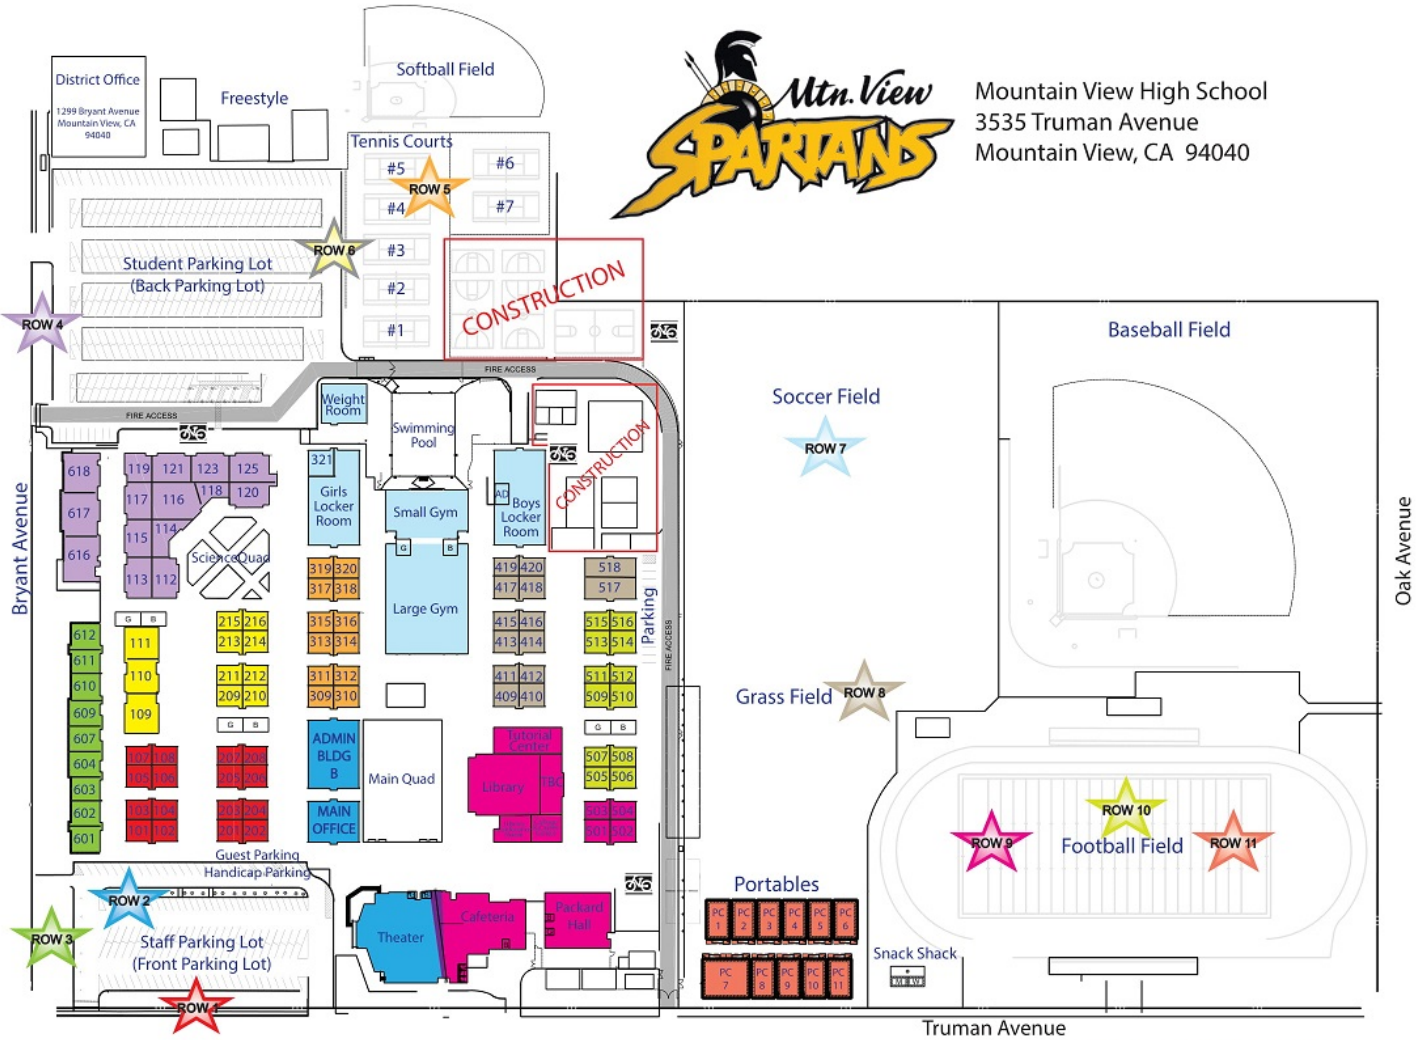 Mtn. View
SPARTANS
Mountain View High School
3535 Truman Avenue
Mountain View, CA 94040
District Office
1299 Bryant Avenue
Mountain View, CA
94040
Freestyle
Softball Field
Tennis Courts
#5
#6
ROW 5
#4
#7
#3
#2
#1
ROW 6
Student Parking Lot
(Back Parking Lot)
ROW 4
CONSTRUCTION
FIRE ACCESS
FIRE ACCESS
FIRE ACCESS
Baseball Field
Soccer Field
ROW 7
Grass Field
ROW 8
Oak Avenue
Bryant Avenue
Weight
Room
Swimming
Pool
CONSTRUCTION
321
Girls
Locker
Room
Small Gym
G B
AD
Boys
Locker
Room
Large Gym
618
617
616
119 121 123 125
117 116 118 120
115 114
113 112
ScienceQuad
G B
612
611
610
609
607
604
603
602
601
111
110
109
107 108
105 106
103 104
101 102
215 216
213 214
211 212
209 210
G B
207 208
205 206
203 204
201 202
319 320
317 318
315 316
313 314
311 312
309 310
ADMIN
BLDG
B
MAIN
OFFICE
Main Quad
419 420
417 418
415 416
413 414
411 412
409 410
518
517
515 516
513 514
511 512
509 510
G B
507 508
505 506
503 504
501 502
Parking
Tutorial
Center
Library
TBC
Guest Parking
Handicap Parking
ROW 2
ROW 3
Staff Parking Lot
(Front Parking Lot)
ROW 1
Theater
Cafeteria
Packard
Hall
Portables
PC 1
PC 2
PC 3
PC 4
PC 5
PC 6
PC 7
PC 8
PC 9
PC 10
PC 11
Snack Shack
M W
ROW 9
ROW 10
ROW 11
Football Field
Truman Avenue